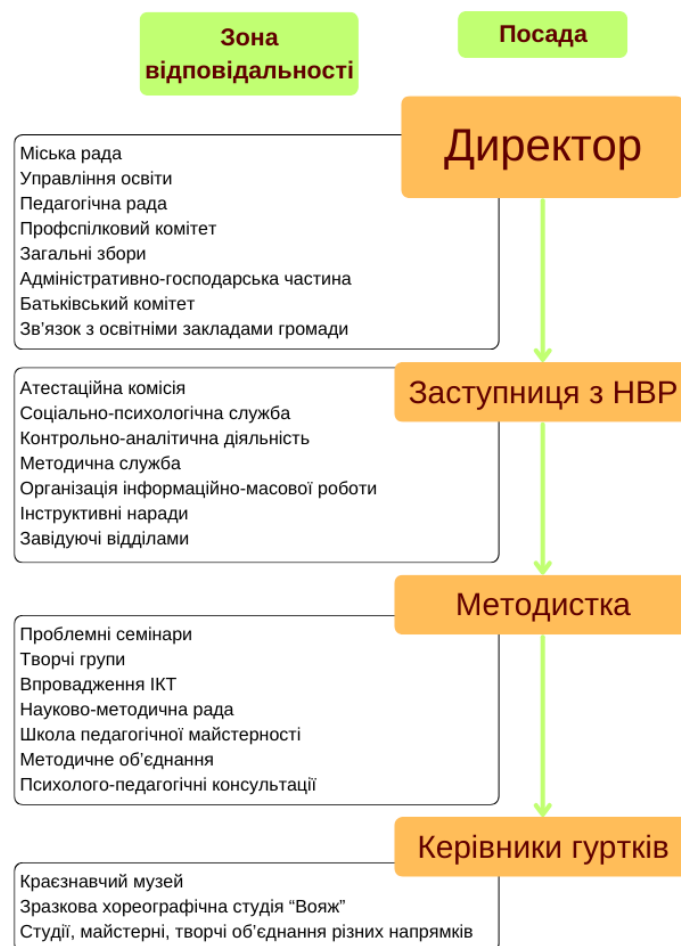 Зона
відповідальності
Посада
Директор
Міська рада
Управління освіти
Педагогічна рада
Профспілковий комітет
Загальні збори
Адміністративно-господарська частина
Батьківський комітет
Зв'язок з освітніми закладами громади
Заступниця з НВР
Атестаційна комісія
Соціально-психологічна служба
Контрольно-аналітична діяльність
Методична служба
Організація інформаційно-масової роботи
Інструктивні наради
Завідуючі відділами
Методистка
Проблемні семінари
Творчі групи
Впровадження ІКТ
Науково-методична рада
Школа педагогічної майстерності
Методичне об'єднання
Психолого-педагогічні консультації
Керівники гуртків
Краєзнавчий музей
Зразкова хореографічна студія “Вояж”
Студії, майстерні, творчі об'єднання різних напрямків